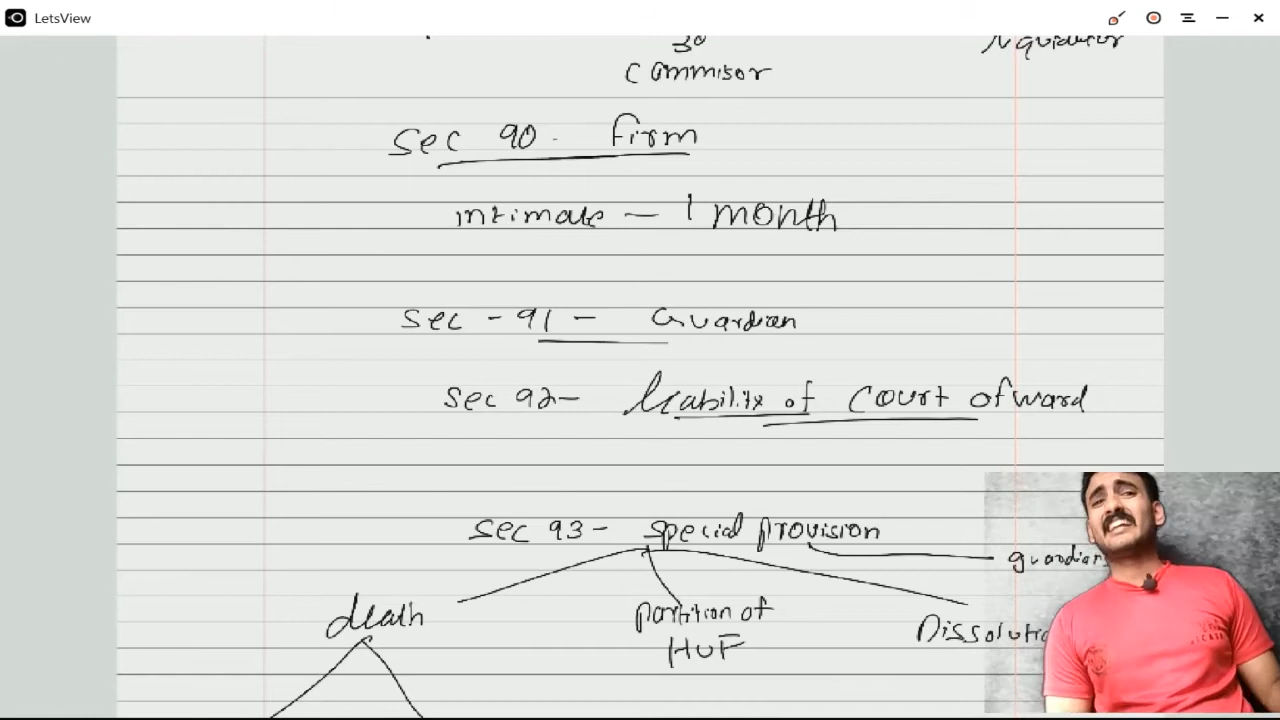 LetsView
30
Cammisor
Sec 90. firm
intimate — 1 month
Sec - 91 - Guardian
Sec 92- liability of court of ward
Sec 93- special provision
guardian
death
partition of
HUF
Dissolutio